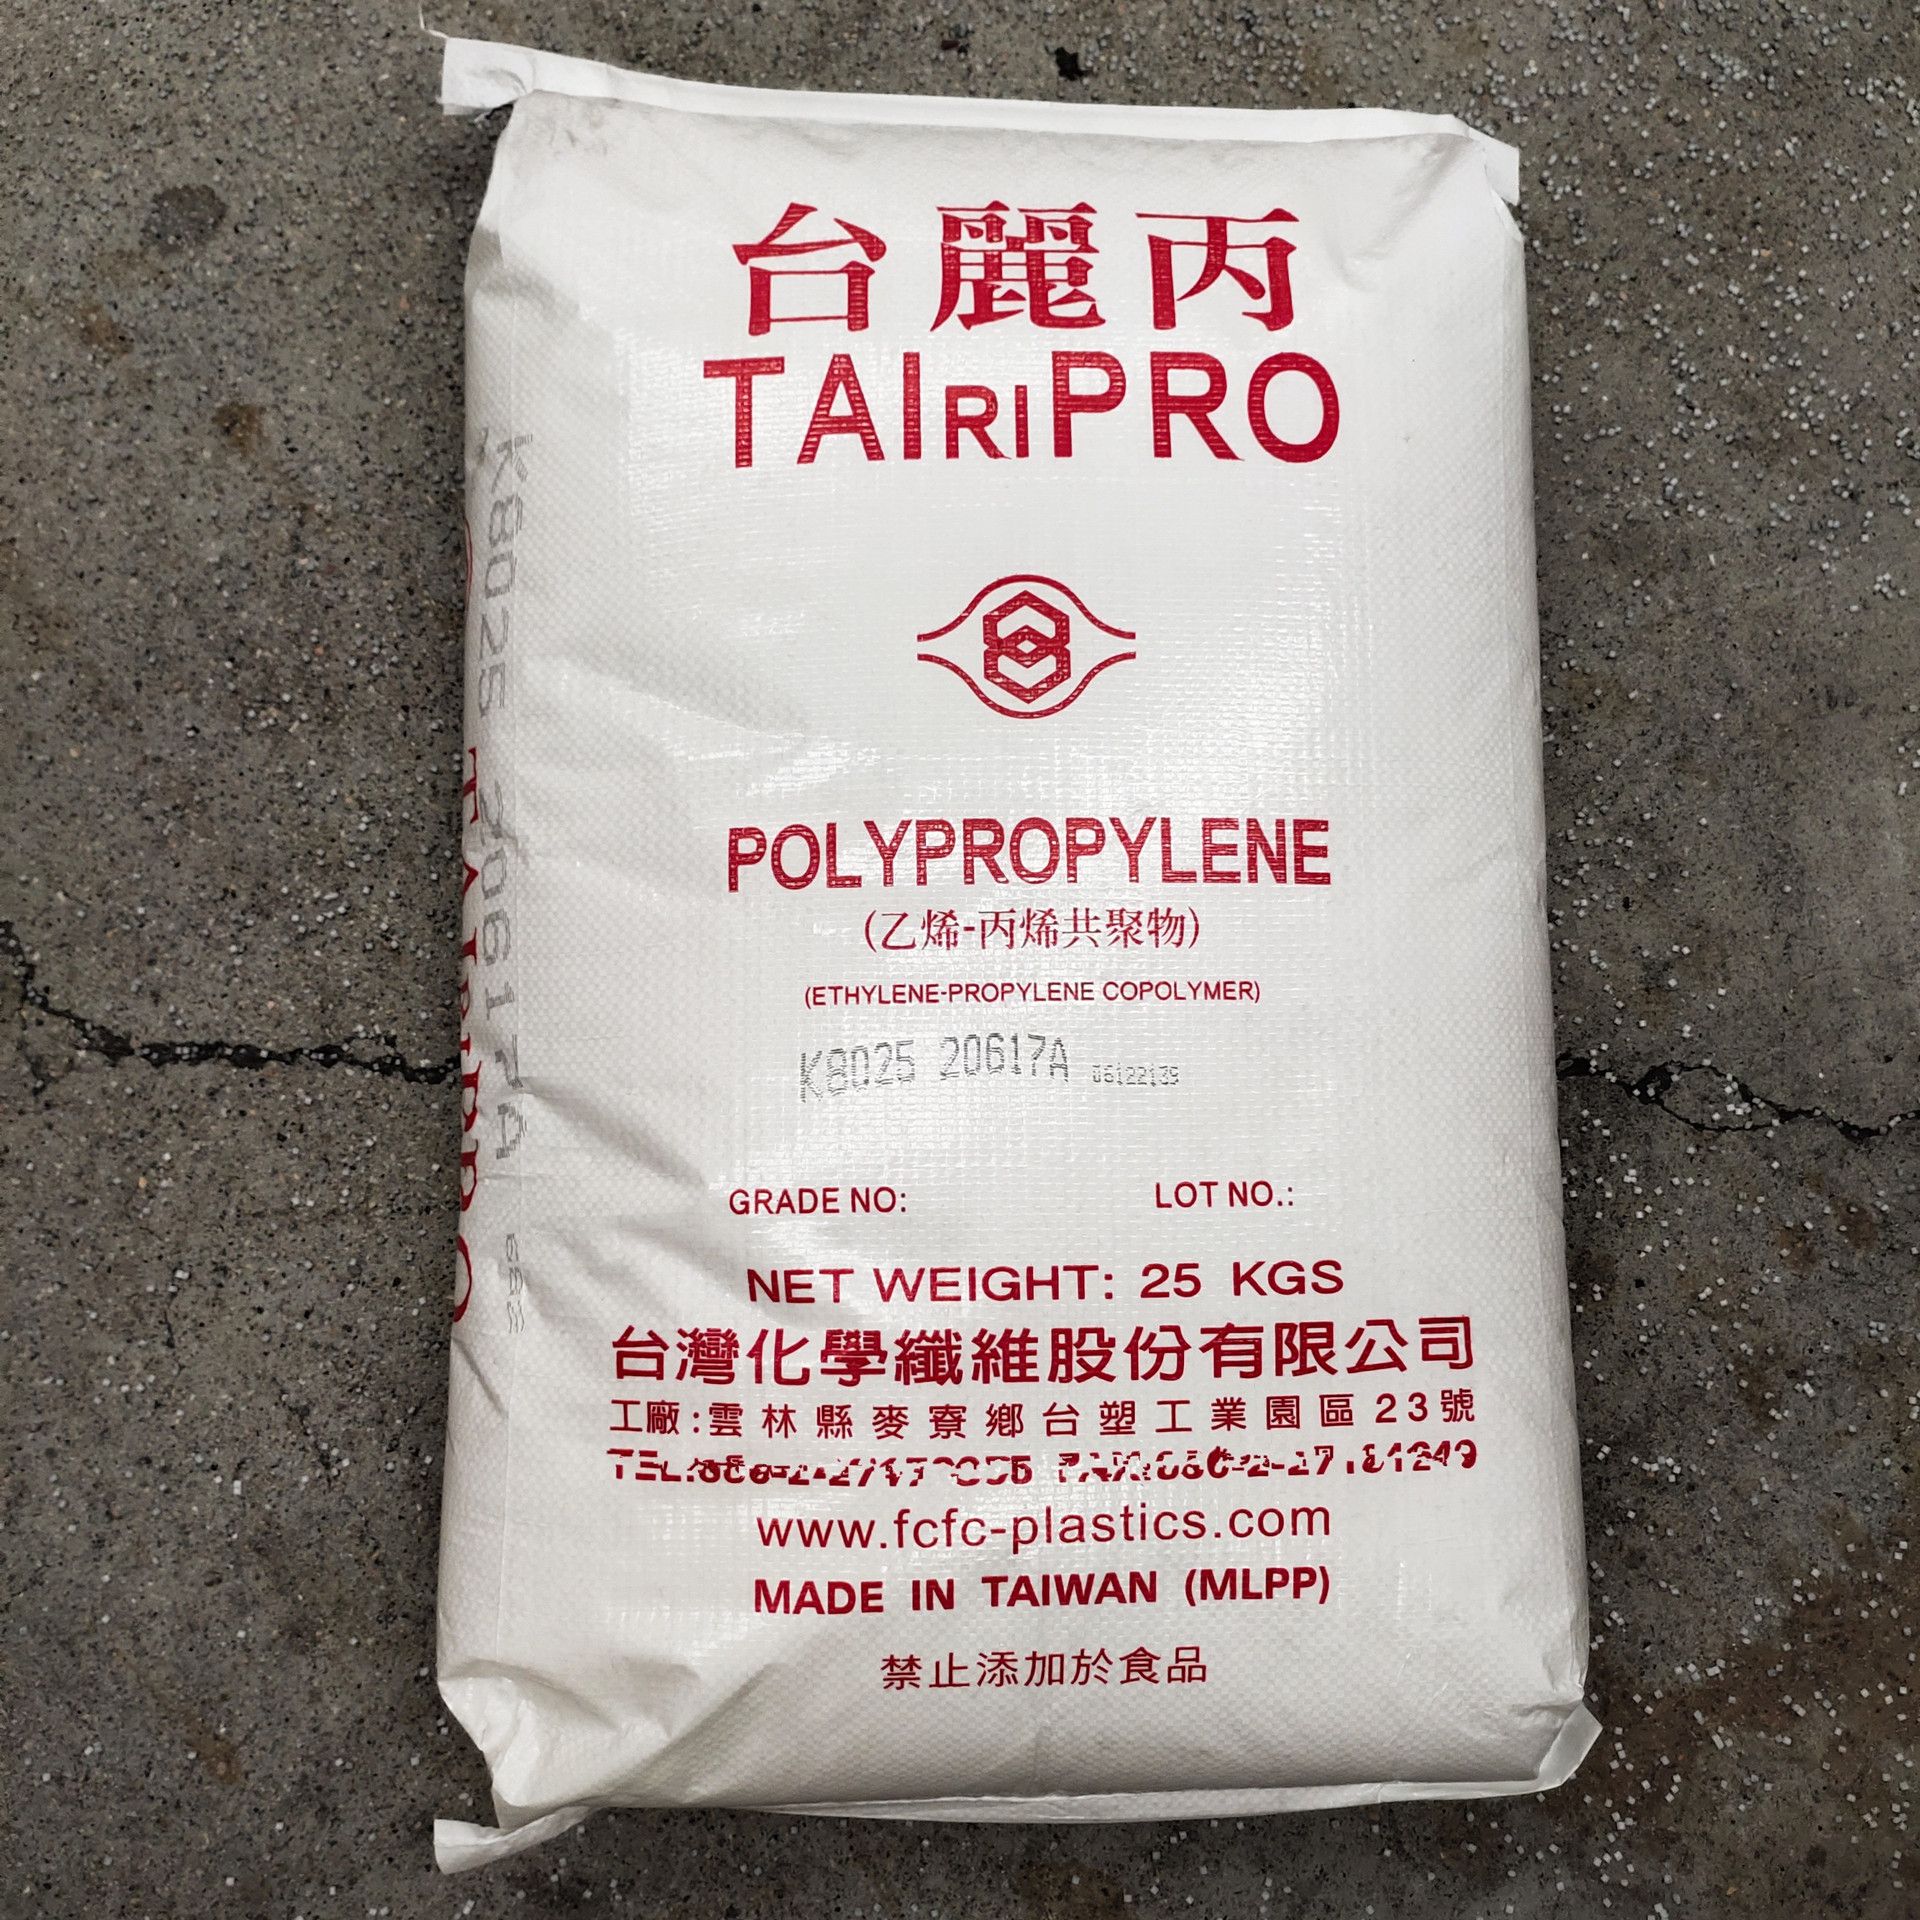 台麗丙
TAIRIPRO
POLYPROPYLENE
(乙烯-丙烯共聚物)
(ETHYLENE-PROPYLENE COPOLYMER)
K8025 20617A
GRADE NO: LOT NO.:
NET WEIGHT: 25 KGS
台灣化學纖維股份有限公司
工廠:雲林縣麥寮鄉台塑工業園區23號
www.fcfc-plastics.com
MADE IN TAIWAN (MLPP)
禁止添加於食品
K8025 20617A
TAIRIPRO